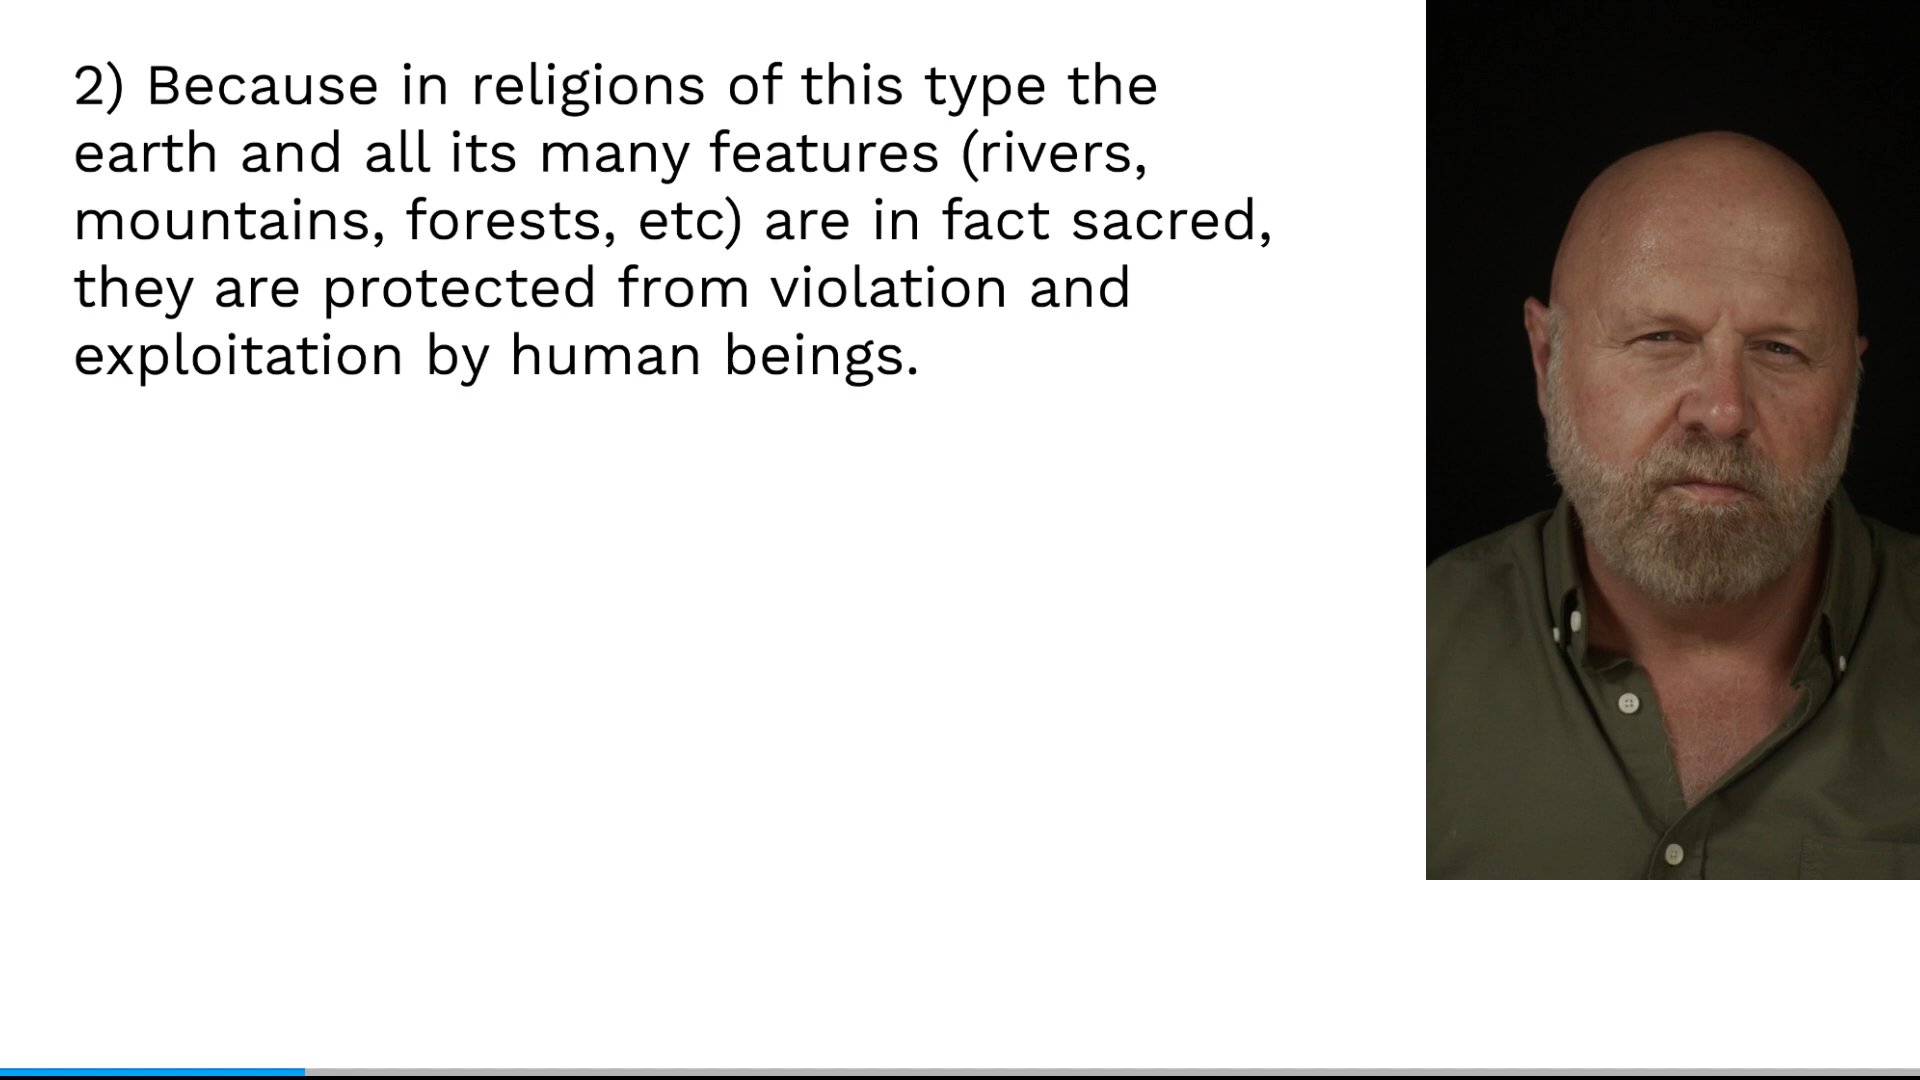 2) Because in religions of this type the
earth and all its many features (rivers,
mountains, forests, etc) are in fact sacred,
they are protected from violation and
exploitation by human beings.